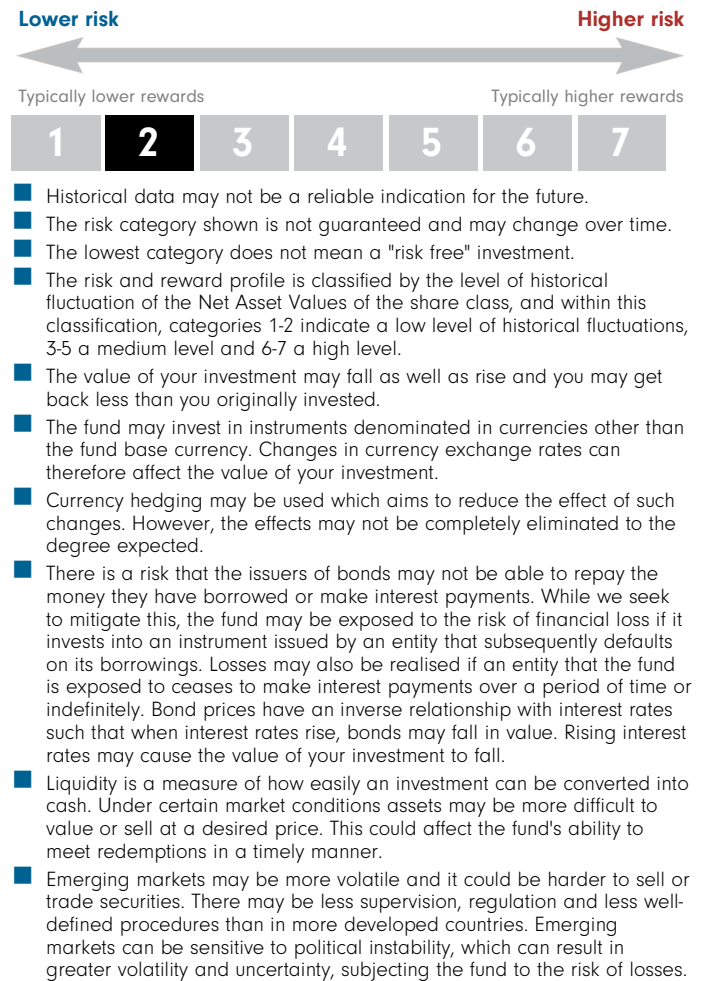 Lower risk
Higher risk
Typically lower rewards
Typically higher rewards
1 2 3 4 5 6 7
Historical data may not be a reliable indication for the future.
The risk category shown is not guaranteed and may change over time.
The lowest category does not mean a "risk free" investment.
The risk and reward profile is classified by the level of historical
fluctuation of the Net Asset Values of the share class, and within this
classification, categories 1-2 indicate a low level of historical fluctuations,
3-5 a medium level and 6-7 a high level.
The value of your investment may fall as well as rise and you may get
back less than you originally invested.
The fund may invest in instruments denominated in currencies other than
the fund base currency. Changes in currency exchange rates can
therefore affect the value of your investment.
Currency hedging may be used which aims to reduce the effect of such
changes. However, the effects may not be completely eliminated to the
degree expected.
There is a risk that the issuers of bonds may not be able to repay the
money they have borrowed or make interest payments. While we seek
to mitigate this, the fund may be exposed to the risk of financial loss if it
invests into an instrument issued by an entity that subsequently defaults
on its borrowings. Losses may also be realised if an entity that the fund
is exposed to ceases to make interest payments over a period of time or
indefinitely. Bond prices have an inverse relationship with interest rates
such that when interest rates rise, bonds may fall in value. Rising interest
rates may cause the value of your investment to fall.
Liquidity is a measure of how easily an investment can be converted into
cash. Under certain market conditions assets may be more difficult to
value or sell at a desired price. This could affect the fund's ability to
meet redemptions in a timely manner.
Emerging markets may be more volatile and it could be harder to sell or
trade securities. There may be less supervision, regulation and less well-
defined procedures than in more developed countries. Emerging
markets can be sensitive to political instability, which can result in
greater volatility and uncertainty, subjecting the fund to the risk of losses.